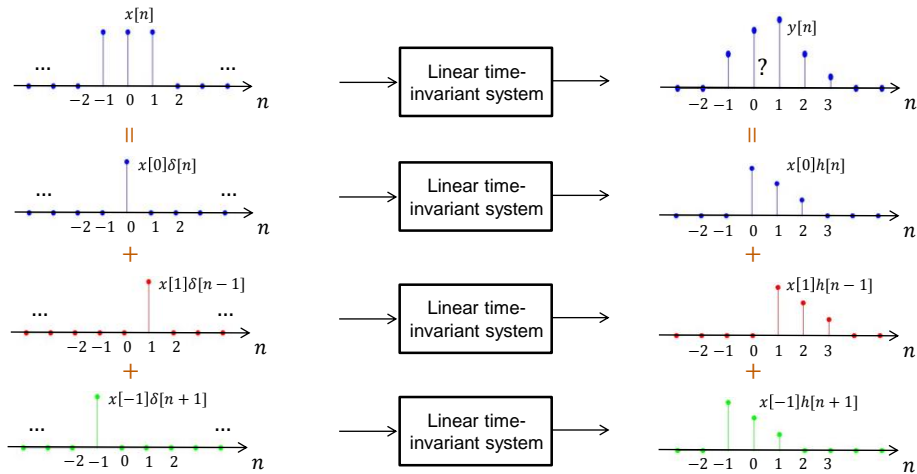 x[n]
...
...
−2 −1 0 1 2
n
Linear time-
invariant system
y[n]
?
−2 −1 0 1 2 3
n
=
=
x[0]δ[n]
...
...
−2 −1 0 1 2
n
Linear time-
invariant system
x[0]h[n]
−2 −1 0 1 2 3
n
+
+
x[1]δ[n − 1]
...
...
−2 −1 0 1 2
n
Linear time-
invariant system
x[1]h[n − 1]
−2 −1 0 1 2 3
n
+
+
x[−1]δ[n + 1]
...
...
−2 −1 0 1 2
n
Linear time-
invariant system
x[−1]h[n + 1]
−2 −1 0 1 2 3
n